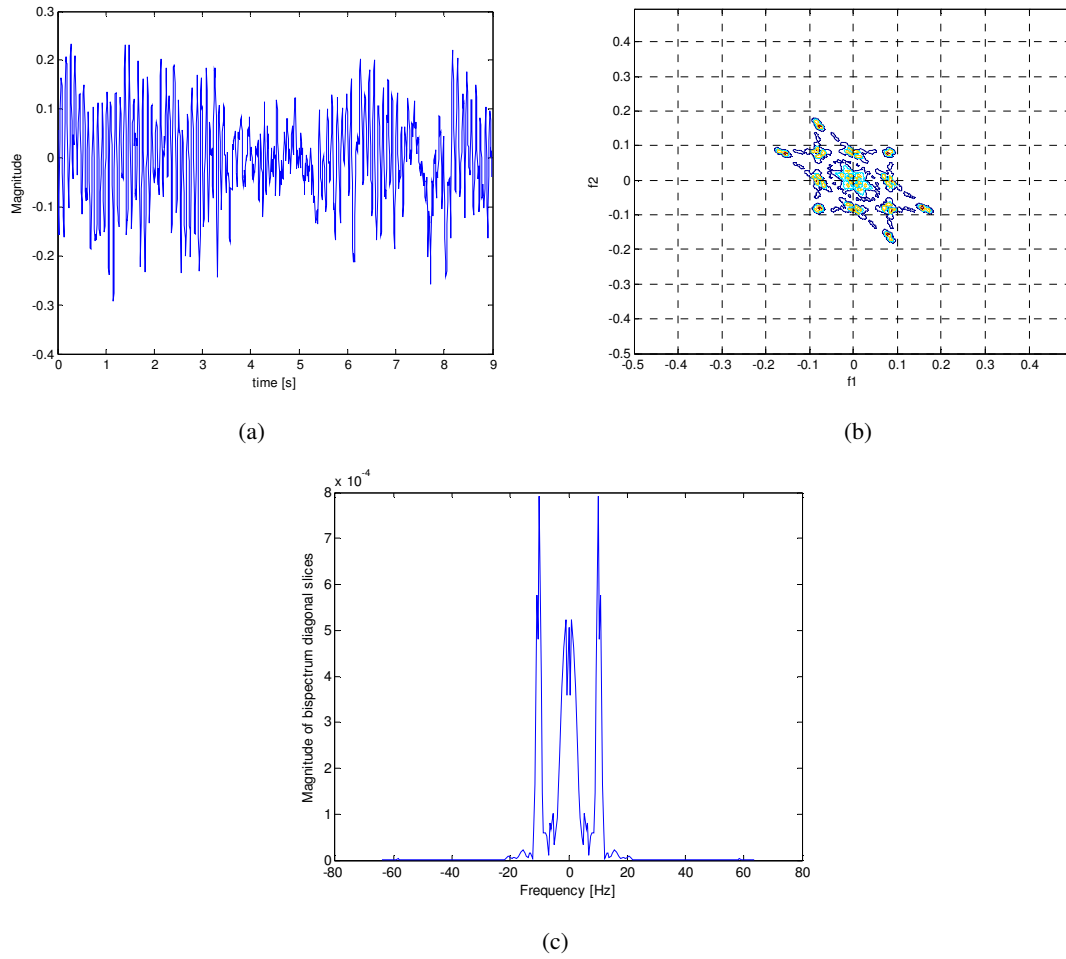 0.3
0.2
0.1
0
-0.1
-0.2
-0.3
-0.4
Magnitude
0 1 2 3 4 5 6 7 8 9
time [s]
(a)
0.4
0.3
0.2
0.1
0
-0.1
-0.2
-0.3
-0.4
-0.5
f2
-0.5 -0.4 -0.3 -0.2 -0.1 0 0.1 0.2 0.3 0.4
f1
(b)
x 10^-4
8
7
6
5
4
3
2
1
0
Magnitude of bispectrum diagonal slices
-80 -60 -40 -20 0 20 40 60 80
Frequency [Hz]
(c)